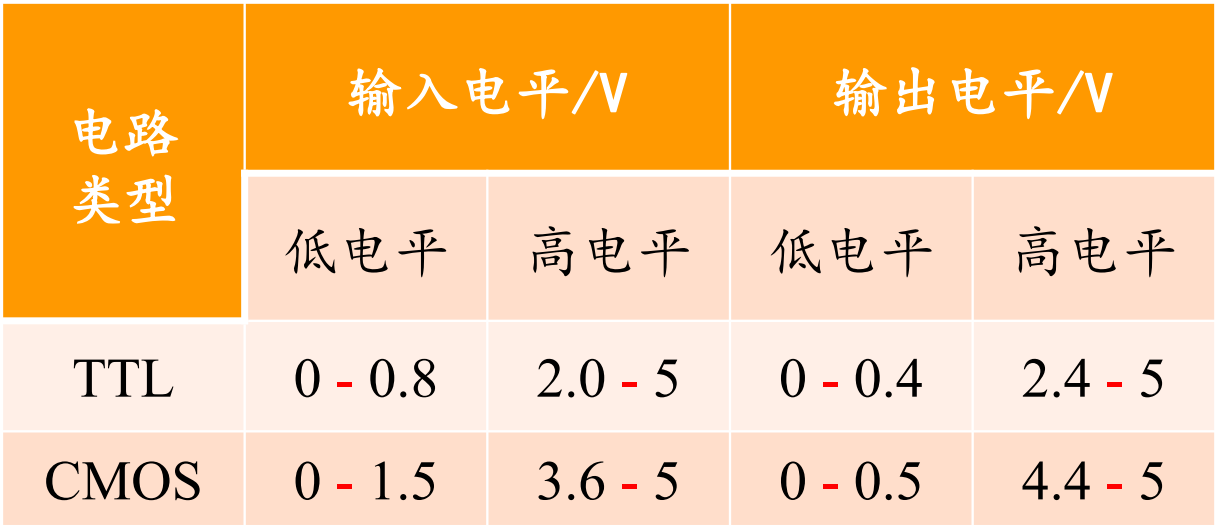 电路
类型
输入电平/V
输出电平/V
低电平 高电平 低电平 高电平
TTL 0 - 0.8 2.0 - 5 0 - 0.4 2.4 - 5
CMOS 0 - 1.5 3.6 - 5 0 - 0.5 4.4 - 5